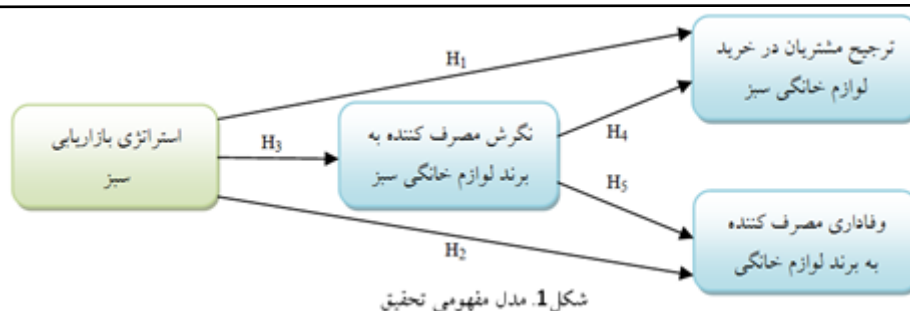 ترجیح مشتریان در خرید
لوازم خانگی سبز
H1
استراتژی بازاریابی
سبز
H3
نگرش مصرف کننده به
برند لوازم خانگی سبز
H4
H5
وفاداری مصرف کننده
به برند لوازم خانگی
H2
شکل1. مدل مفهومی تحقیق